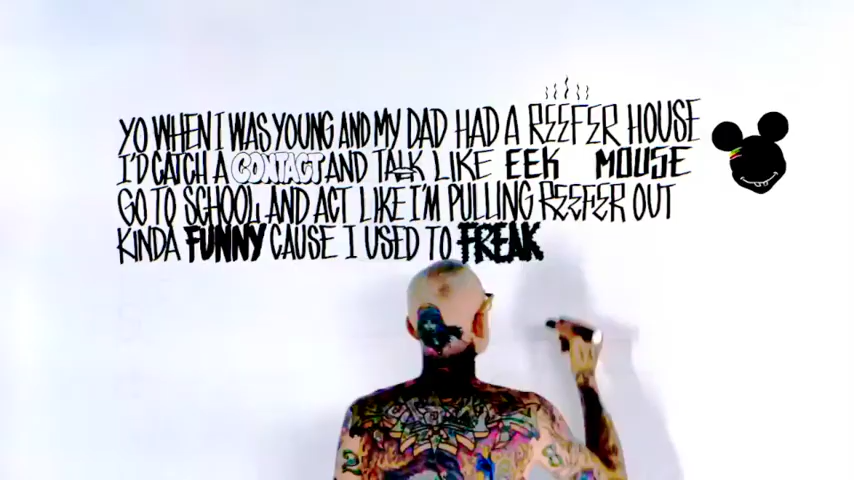 YO WHEN I WAS YOUNG AND MY DAD HAD A REEFER HOUSE
I'D CATCH A CONTACT AND TALK LIKE EEK MOUSE
GO TO SCHOOL AND ACT LIKE I'M PULLING REEFER OUT
KINDA FUNNY CAUSE I USED TO FREAK